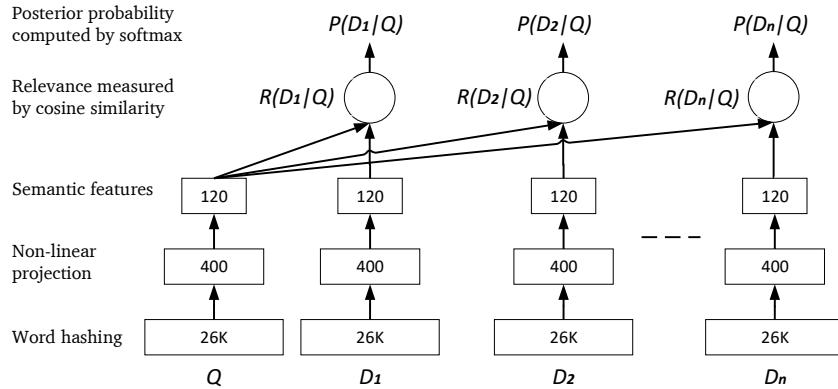 Posterior probability
computed by softmax
P(D1|Q) P(D2|Q) P(Dn|Q)
Relevance measured
by cosine similarity
R(D1|Q) R(D2|Q) R(Dn|Q)
Semantic features
120 120 120 120
Non-linear
projection
400 400 400 400
Word hashing
26K 26K 26K 26K
Q D1 D2 Dn